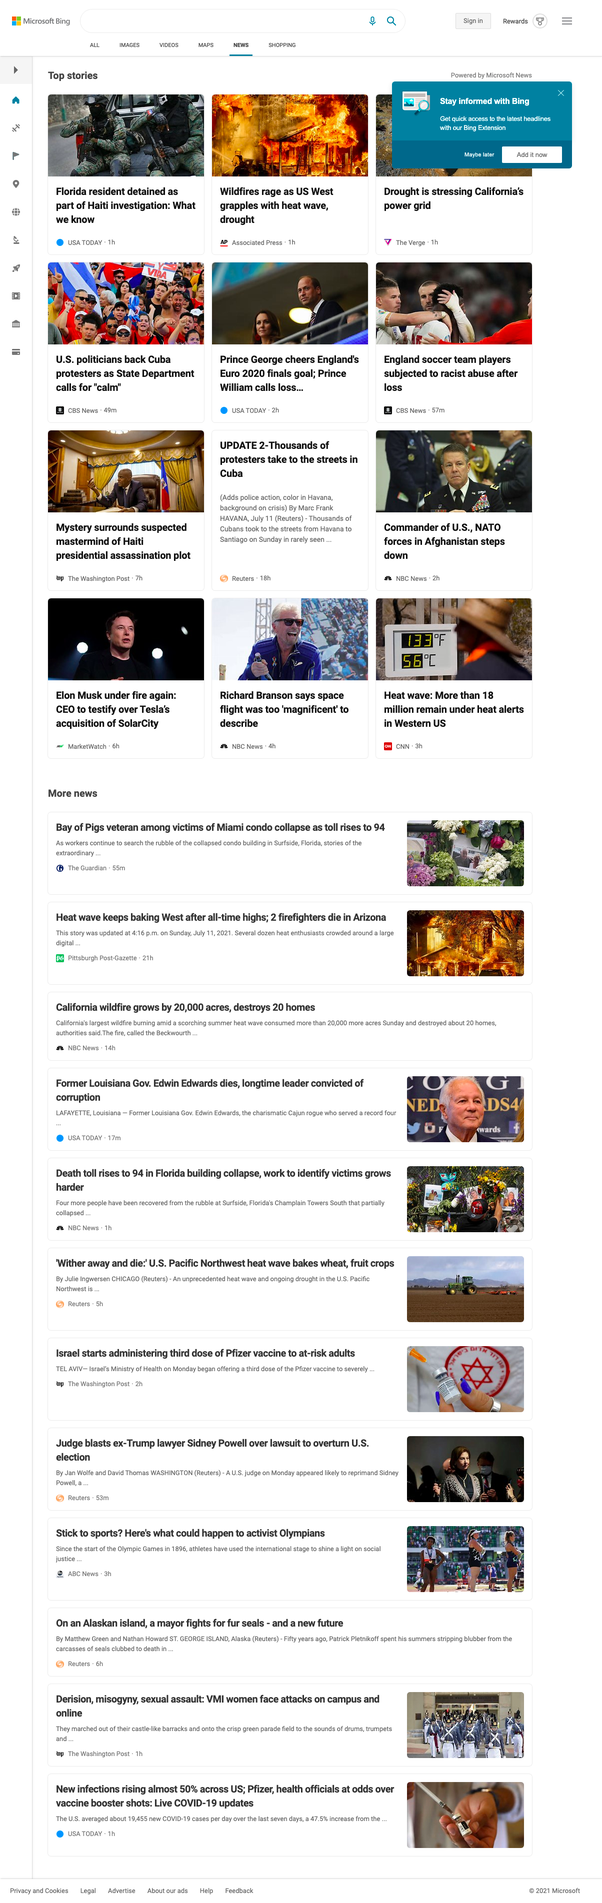 Microsoft Bing
Sign in
Rewards
ALL
IMAGES
VIDEOS
MAPS
NEWS
SHOPPING
Top stories
Powered by Microsoft News
Stay informed with Bing
Get quick access to the latest headlines
with our Bing Extension
Maybe later
Add it now
Florida resident detained as
part of Haiti investigation: What
we know
USA TODAY · 1h
Wildfires rage as US West
grapples with heat wave,
drought
AP Associated Press · 1h
Drought is stressing California's
power grid
The Verge · 1h
VIBA
U.S. politicians back Cuba
protesters as State Department
calls for "calm"
CBS News · 49m
Prince George cheers England's
Euro 2020 finals goal; Prince
William calls loss...
USA TODAY · 2h
England soccer team players
subjected to racist abuse after
loss
CBS News · 57m
Mystery surrounds suspected
mastermind of Haiti
presidential assassination plot
wp The Washington Post · 7h
UPDATE 2-Thousands of
protesters take to the streets in
Cuba
(Adds police action, color in Havana,
background on crisis) By Marc Frank
HAVANA, July 11 (Reuters) - Thousands of
Cubans took to the streets from Havana to
Santiago on Sunday in rarely seen ...
Reuters · 18h
Commander of U.S., NATO
forces in Afghanistan steps
down
NBC News · 2h
133°F
56°C
Elon Musk under fire again:
CEO to testify over Tesla's
acquisition of SolarCity
MarketWatch · 6h
Richard Branson says space
flight was too 'magnificent' to
describe
NBC News · 4h
Heat wave: More than 18
million remain under heat alerts
in Western US
CNN CNN · 3h
More news
Bay of Pigs veteran among victims of Miami condo collapse as toll rises to 94
As workers continue to search the rubble of the collapsed condo building in Surfside, Florida, stories of the
extraordinary ...
The Guardian · 55m
Heat wave keeps baking West after all-time highs; 2 firefighters die in Arizona
This story was updated at 4:16 p.m. on Sunday, July 11, 2021. Several dozen heat enthusiasts crowded around a large
digital ...
PG Pittsburgh Post-Gazette · 21h
California wildfire grows by 20,000 acres, destroys 20 homes
California's largest wildfire burning amid a scorching summer heat wave consumed more than 20,000 more acres Sunday and destroyed about 20 homes,
authorities said.The fire, called the Beckwourth ...
NBC News · 14h
Former Louisiana Gov. Edwin Edwards dies, longtime leader convicted of
corruption
LAFAYETTE, Louisiana — Former Louisiana Gov. Edwin Edwards, the charismatic Cajun rogue who served a record four
...
USA TODAY · 17m
Death toll rises to 94 in Florida building collapse, work to identify victims grows
harder
Four more people have been recovered from the rubble at Surfside, Florida's Champlain Towers South that partially
collapsed ...
NBC News · 1h
'Wither away and die:' U.S. Pacific Northwest heat wave bakes wheat, fruit crops
By Julie Ingwersen CHICAGO (Reuters) - An unprecedented heat wave and ongoing drought in the U.S. Pacific
Northwest is ...
Reuters · 5h
Israel starts administering third dose of Pfizer vaccine to at-risk adults
TEL AVIV— Israel's Ministry of Health on Monday began offering a third dose of the Pfizer vaccine to severely ...
wp The Washington Post · 2h
Judge blasts ex-Trump lawyer Sidney Powell over lawsuit to overturn U.S.
election
By Jan Wolfe and David Thomas WASHINGTON (Reuters) - A U.S. judge on Monday appeared likely to reprimand Sidney
Powell, a ...
Reuters · 53m
Stick to sports? Here's what could happen to activist Olympians
Since the start of the Olympic Games in 1896, athletes have used the international stage to shine a light on social
justice ...
ABC News · 3h
On an Alaskan island, a mayor fights for fur seals - and a new future
By Matthew Green and Nathan Howard ST. GEORGE ISLAND, Alaska (Reuters) - Fifty years ago, Patrick Pletnikoff spent his summers stripping blubber from the
carcasses of seals clubbed to death in ...
Reuters · 6h
Derision, misogyny, sexual assault: VMI women face attacks on campus and
online
They marched out of their castle-like barracks and onto the crisp green parade field to the sounds of drums, trumpets
and ...
wp The Washington Post · 1h
New infections rising almost 50% across US; Pfizer, health officials at odds over
vaccine booster shots: Live COVID-19 updates
The U.S. averaged about 19,455 new COVID-19 cases per day over the last seven days, a 47.5% increase from the ...
USA TODAY · 1h
Privacy and Cookies
Legal
Advertise
About our ads
Help
Feedback
© 2021 Microsoft